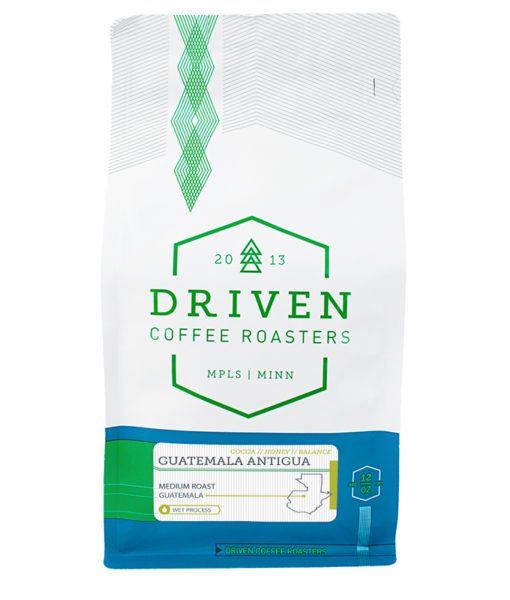 20 13
DRIVEN
COFFEE ROASTERS
MPLS | MINN
COCOA // HONEY // BALANCE
GUATEMALA ANTIGUA
MEDIUM ROAST
GUATEMALA
WET PROCESS
12
OZ
DRIVEN COFFEE ROASTERS